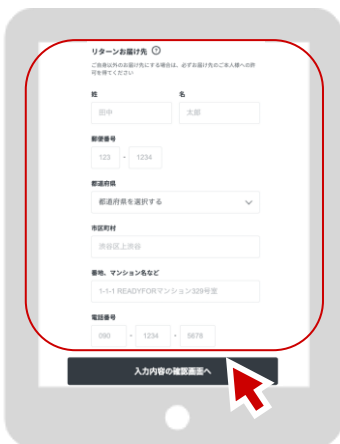 リターンお届け先 ?
ご自身以外のお届け先にする場合は、必ずお届け先のご本人様への許
可を得てください
姓 名
田中 太郎
郵便番号
123 - 1234
都道府県
都道府県を選択する
市区町村
渋谷区上渋谷
番地、マンション名など
1-1-1 READYFORマンション329号室
電話番号
090 - 1234 - 5678
入力内容の確認画面へ